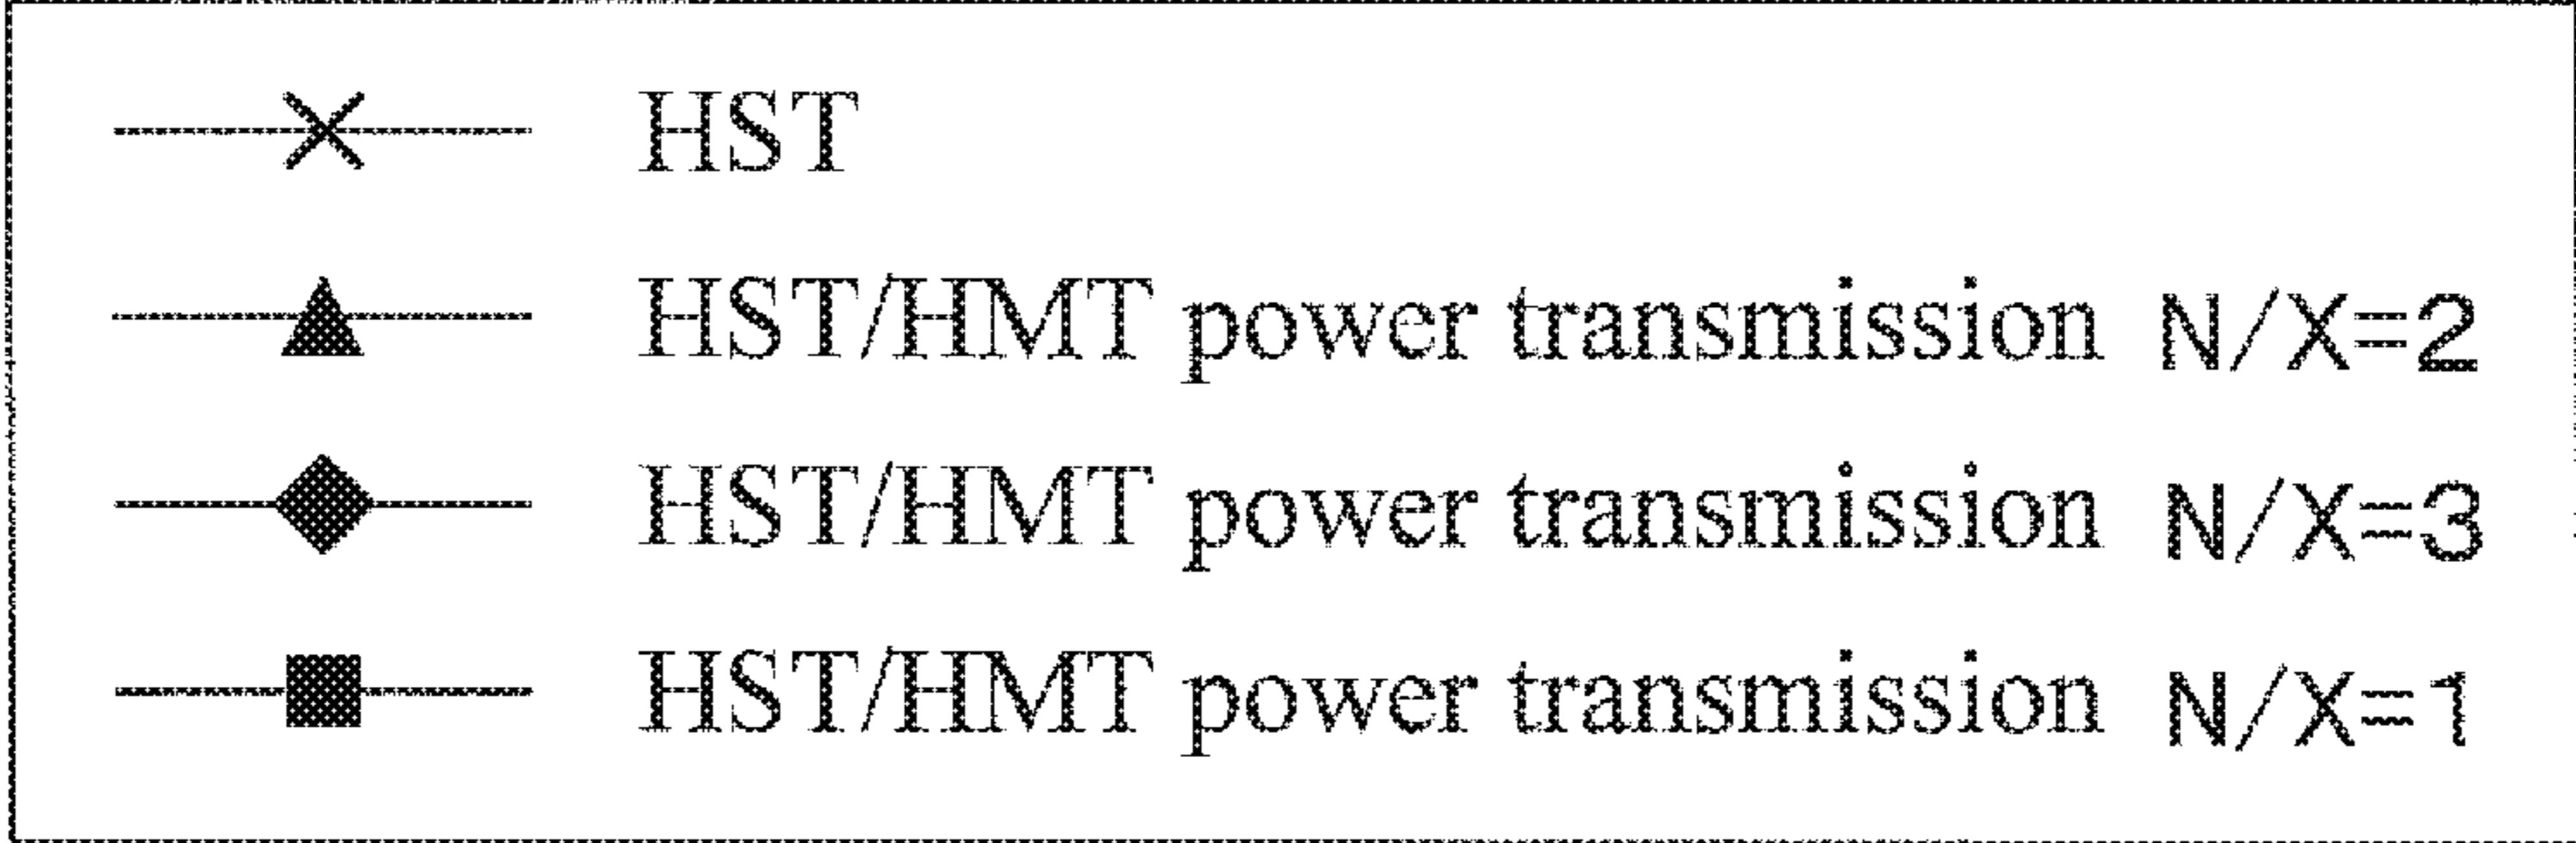 HST
HST/HMT power transmission N/X=2
HST/HMT power transmission N/X=3
HST/HMT power transmission N/X=1